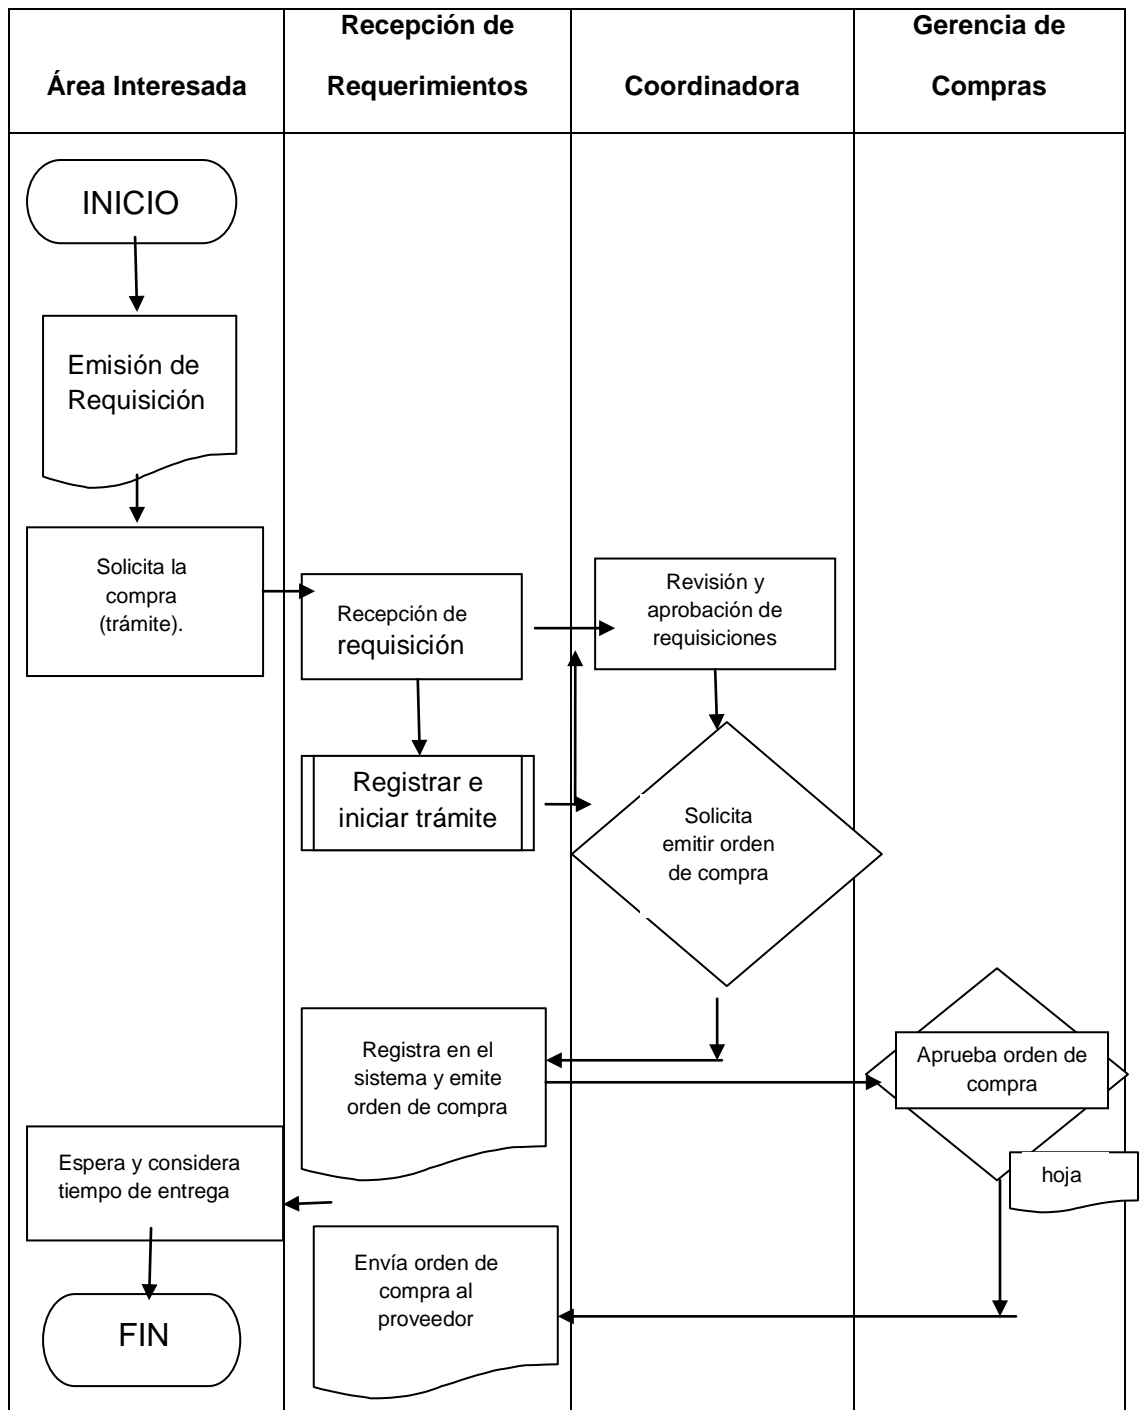 Área Interesada
Recepción de
Requerimientos
Coordinadora
Gerencia de
Compras
INICIO
Emisión de
Requisición
Solicita la
compra
(trámite).
Recepción de
requisición
Revisión y
aprobación de
requisiciones
Registrar e
iniciar trámite
Solicita
emitir orden
de compra
Registra en el
sistema y emite
orden de compra
Aprueba orden de
compra
hoja
Espera y considera
tiempo de entrega
Envía orden de
compra al
proveedor
FIN